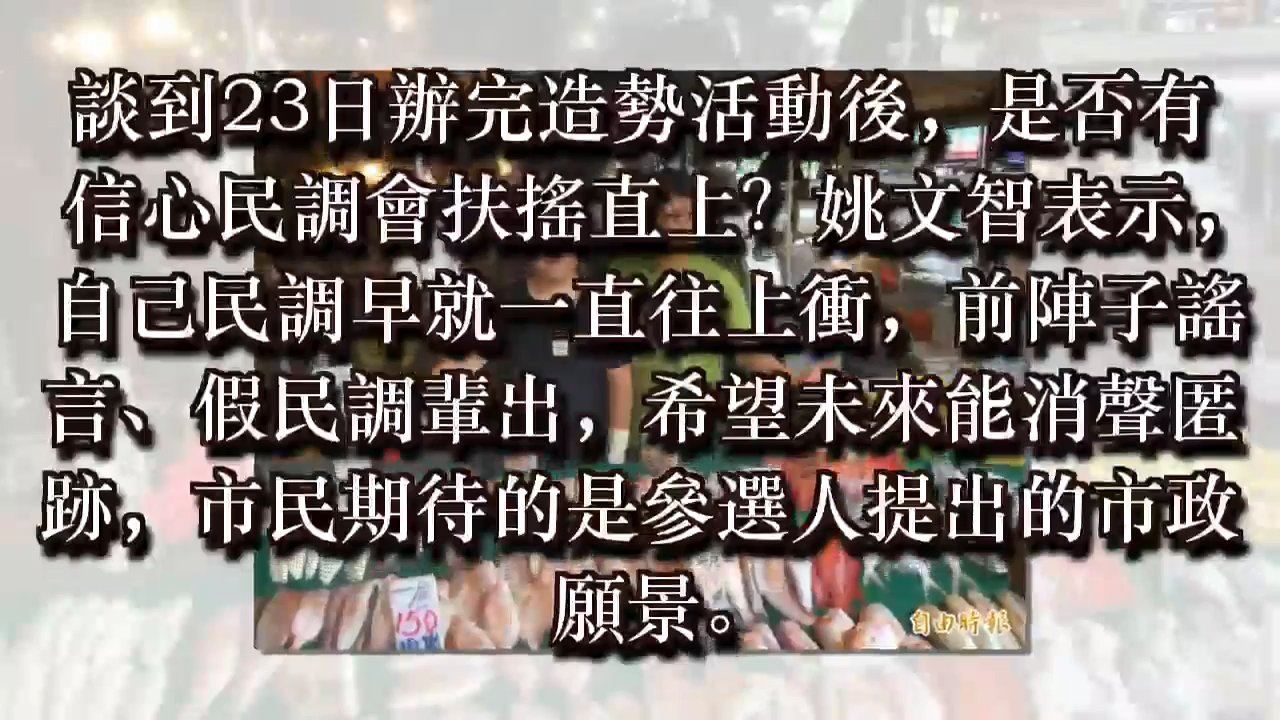 談到23日辦完造勢活動後，是否有
信心民調會扶搖直上？姚文智表示，
自己民調早就一直往上衝，前陣子謠
言、假民調輩出，希望未來能消聲匿
跡，市民期待的是參選人提出的市政
願景。
150
自由時報